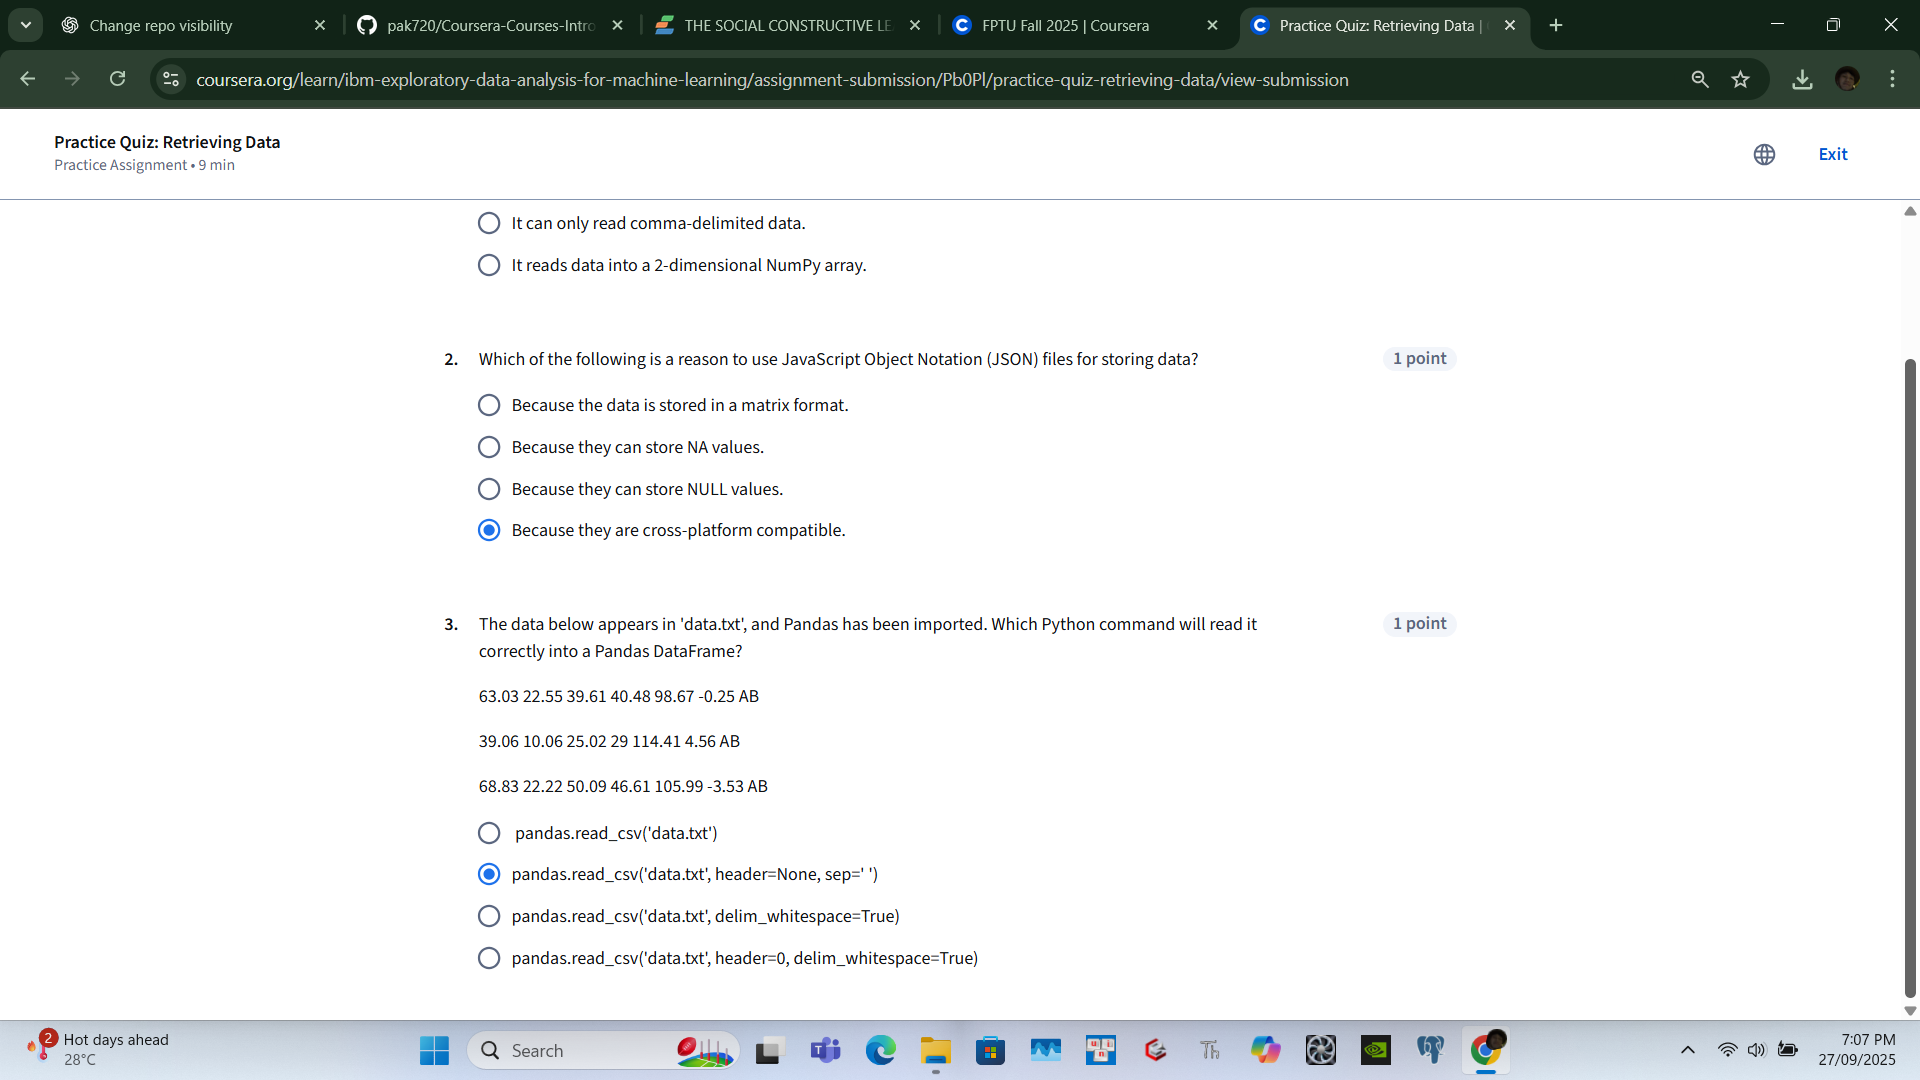 Change repo visibility
pak720/Coursera-Courses-Intro
THE SOCIAL CONSTRUCTIVE LE
FPTU Fall 2025 | Coursera
Practice Quiz: Retrieving Data |
coursera.org/learn/ibm-exploratory-data-analysis-for-machine-learning/assignment-submission/Pb0Pl/practice-quiz-retrieving-data/view-submission
Practice Quiz: Retrieving Data
Practice Assignment • 9 min
Exit
It can only read comma-delimited data.
It reads data into a 2-dimensional NumPy array.
2. Which of the following is a reason to use JavaScript Object Notation (JSON) files for storing data? 1 point
Because the data is stored in a matrix format.
Because they can store NA values.
Because they can store NULL values.
Because they are cross-platform compatible.
3. The data below appears in 'data.txt', and Pandas has been imported. Which Python command will read it 1 point
correctly into a Pandas DataFrame?
63.03 22.55 39.61 40.48 98.67 -0.25 AB
39.06 10.06 25.02 29 114.41 4.56 AB
68.83 22.22 50.09 46.61 105.99 -3.53 AB
pandas.read_csv('data.txt')
pandas.read_csv('data.txt', header=None, sep=' ')
pandas.read_csv('data.txt', delim_whitespace=True)
pandas.read_csv('data.txt', header=0, delim_whitespace=True)
2
Hot days ahead
28°C
Search
Th
7:07 PM
27/09/2025